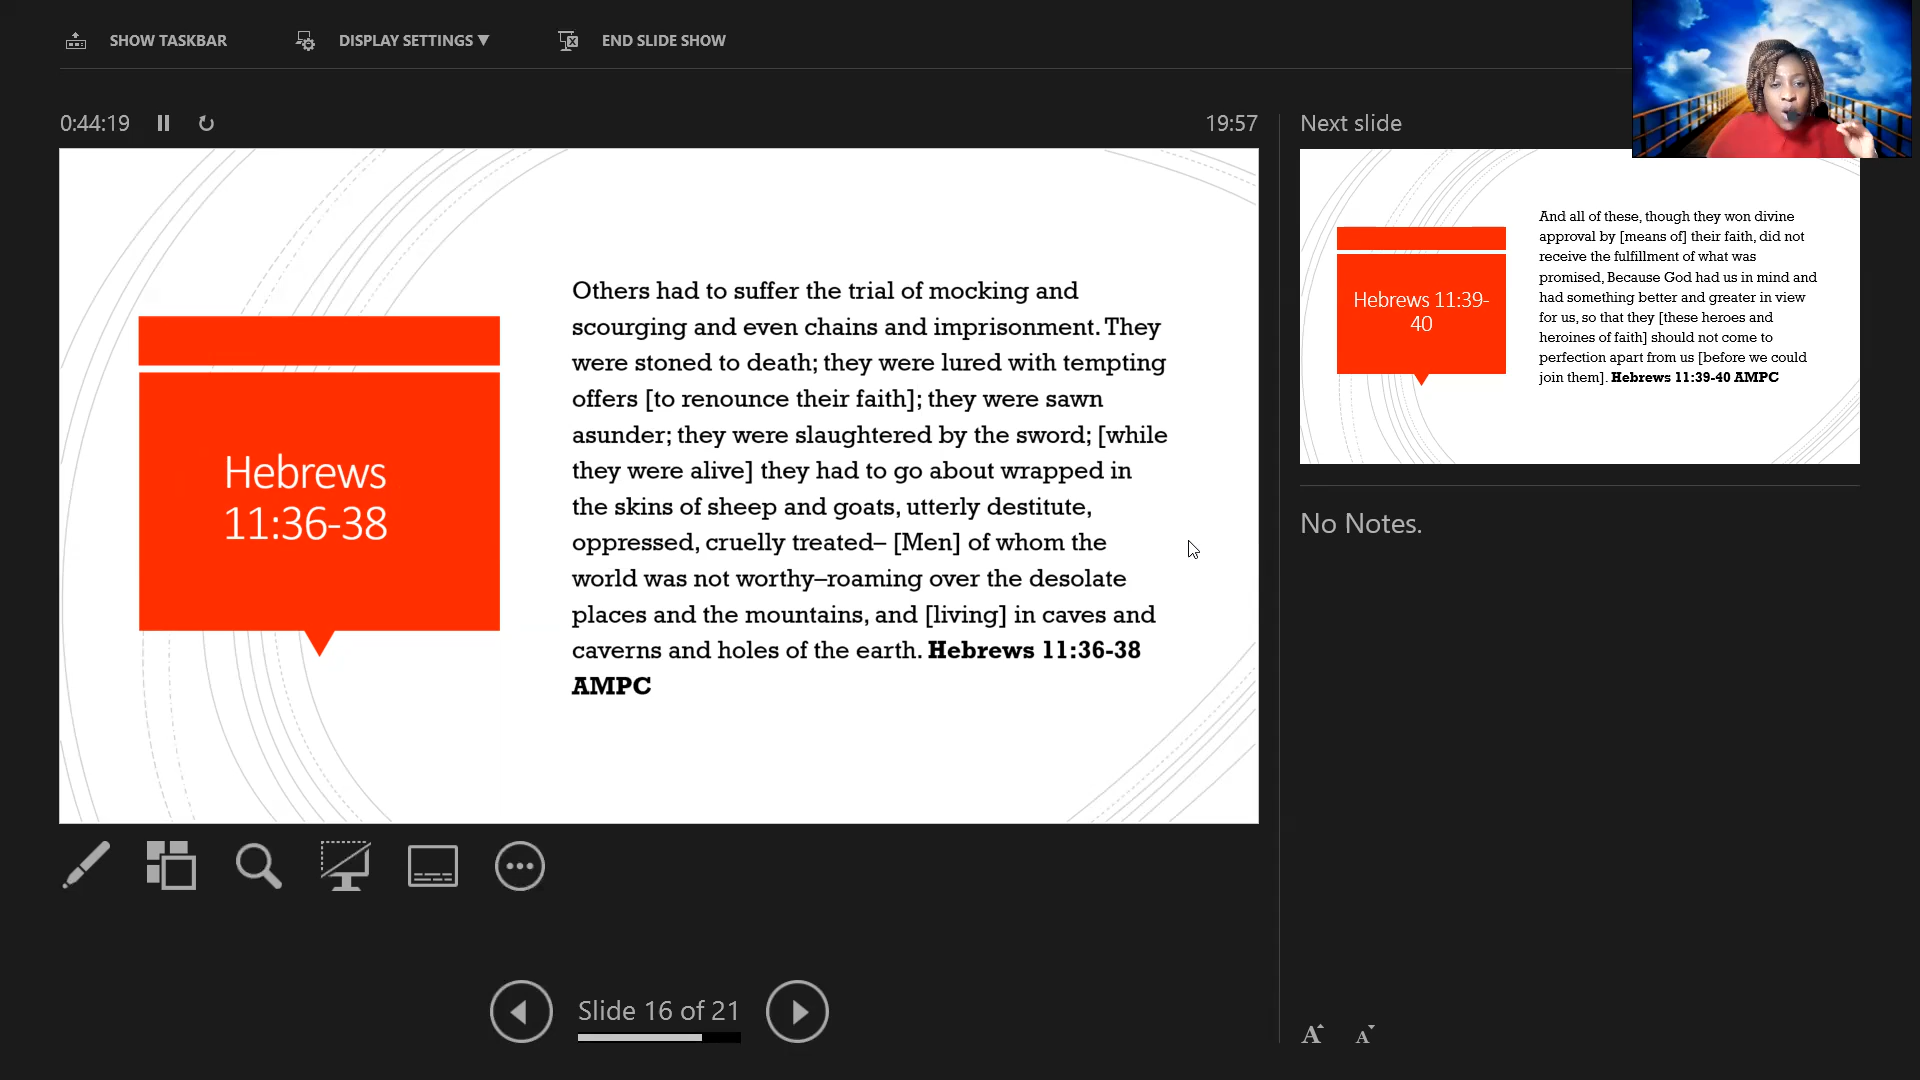 SHOW TASKBAR
DISPLAY SETTINGS ▼
END SLIDE SHOW
0:44:19
19:57
Next slide
Hebrews
11:36-38
Others had to suffer the trial of mocking and
scourging and even chains and imprisonment. They
were stoned to death; they were lured with tempting
offers [to renounce their faith]; they were sawn
asunder; they were slaughtered by the sword; [while
they were alive] they had to go about wrapped in
the skins of sheep and goats, utterly destitute,
oppressed, cruelly treated– [Men] of whom the
world was not worthy–roaming over the desolate
places and the mountains, and [living] in caves and
caverns and holes of the earth. Hebrews 11:36-38
AMPC
Hebrews 11:39-
40
And all of these, though they won divine
approval by [means of] their faith, did not
receive the fulfillment of what was
promised, Because God had us in mind and
had something better and greater in view
for us, so that they [these heroes and
heroines of faith] should not come to
perfection apart from us [before we could
join them]. Hebrews 11:39-40 AMPC
No Notes.
Slide 16 of 21
A A